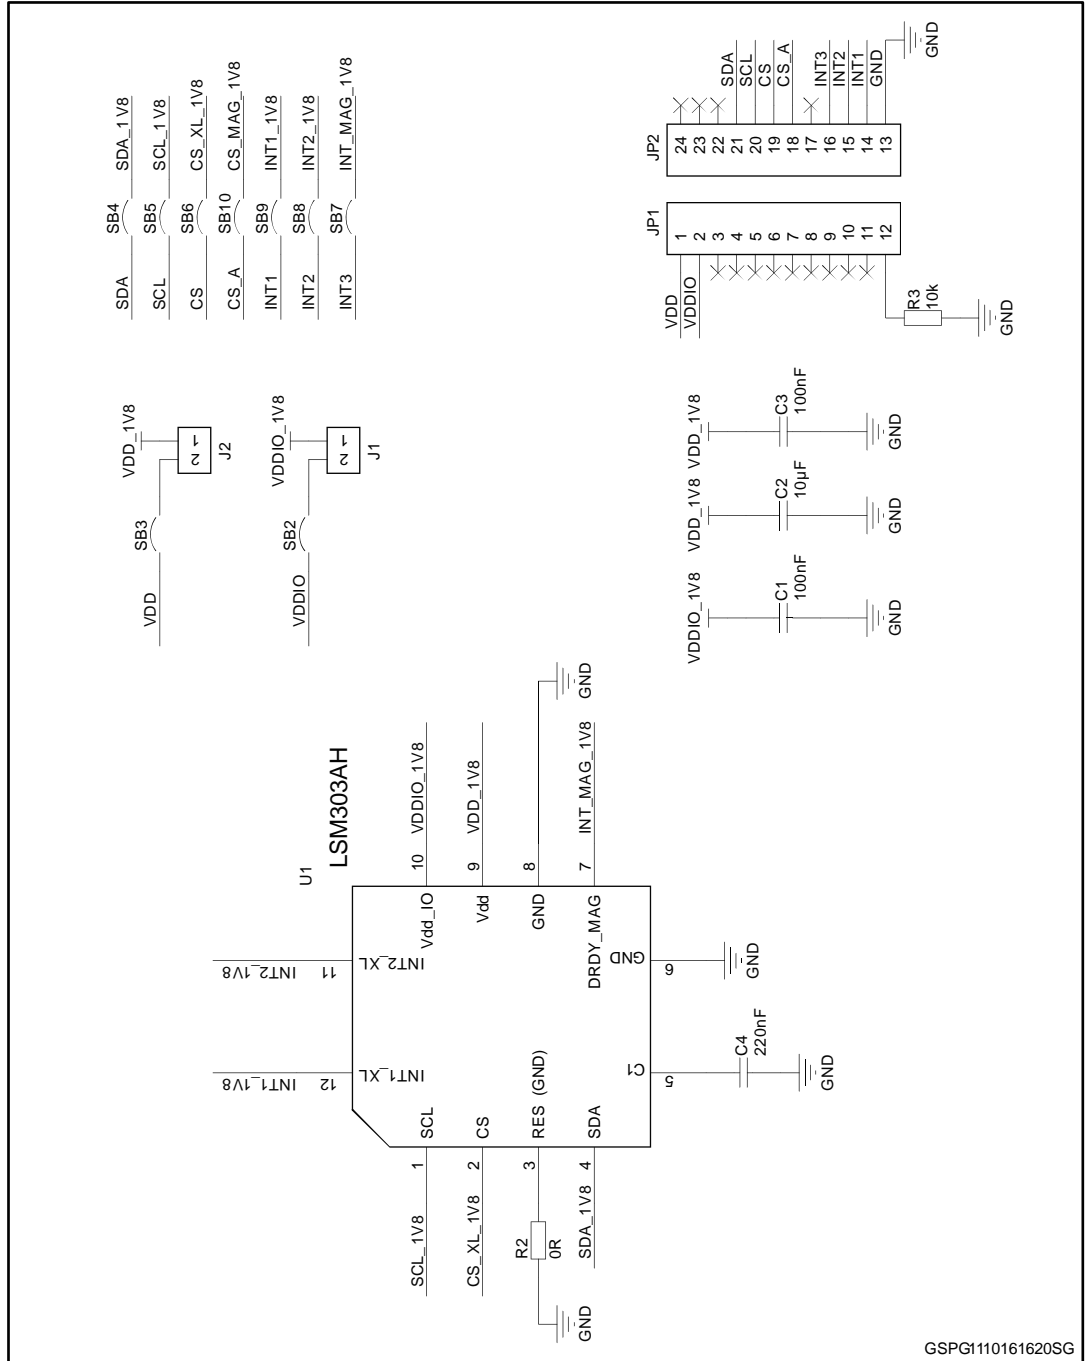 U1
LSM303AH
INT1_1V8
12
INT1_XL
INT2_1V8
11
INT2_XL
SCL_1V8
1
SCL
CS_XL_1V8
2
CS
R2
0R
3
RES (GND)
GND
SDA_1V8
4
SDA
Vdd_IO
10
VDDIO_1V8
Vdd
9
VDD_1V8
GND
8
GND
DRDY_MAG
7
INT_MAG_1V8
C1
5
C4
220nF
GND
GND
6
GND
VDD
SB3
VDD_1V8
2 1
J2
VDDIO
SB2
VDDIO_1V8
2 1
J1
VDDIO_1V8
C1
100nF
GND
VDD_1V8
C2
10µF
GND
VDD_1V8
C3
100nF
GND
SDA SB4 SDA_1V8
SCL SB5 SCL_1V8
CS SB6 CS_XL_1V8
CS_A SB10 CS_MAG_1V8
INT1 SB9 INT1_1V8
INT2 SB8 INT2_1V8
INT3 SB7 INT_MAG_1V8
JP1
VDD 1
VDDIO 2
3
4
5
6
7
8
9
10
11
12
R3
10k
GND
JP2
24
23
22
21 SDA
20 SCL
19 CS
18 CS_A
17
16 INT3
15 INT2
14 INT1
13 GND
GND
GSPG1110161620SG